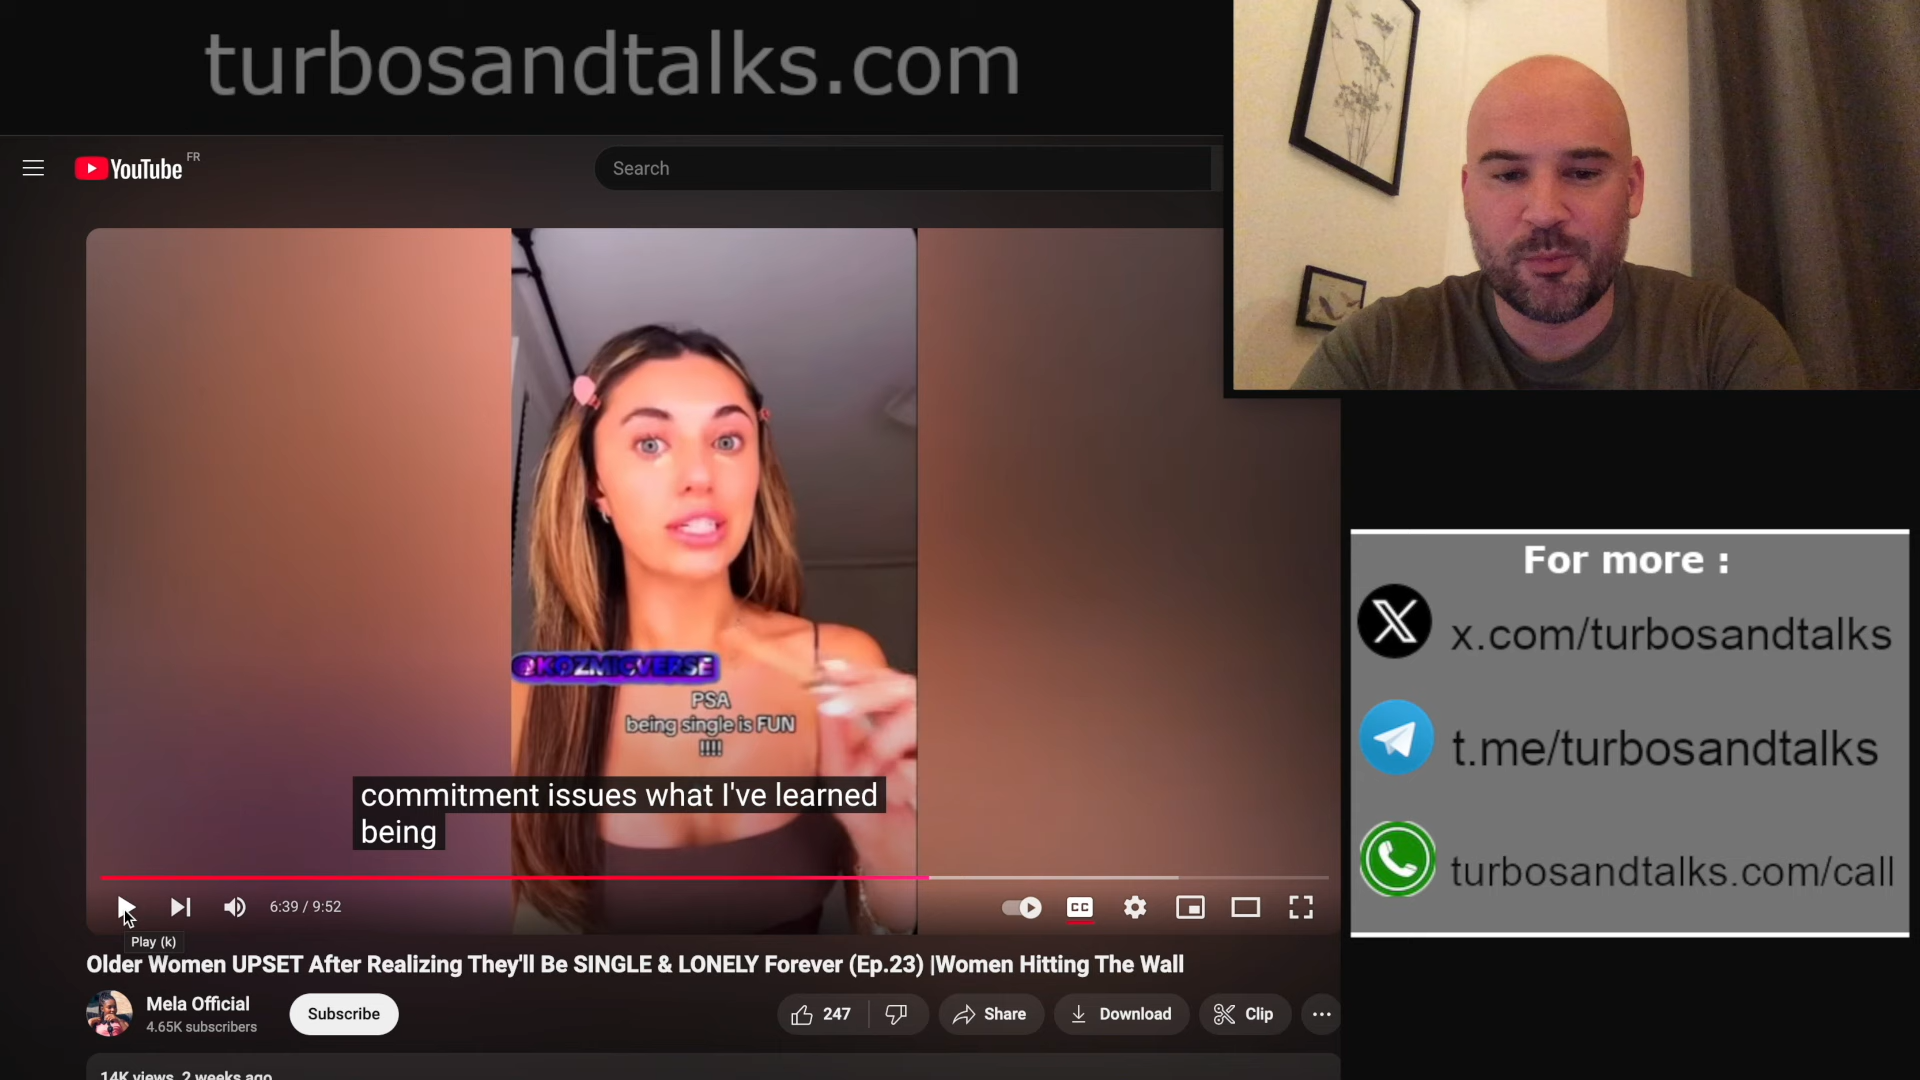 turbosandtalks.com
YouTube
FR
Search
@KOZMICVERSE
PSA
being single is FUN
!!!!
commitment issues what I've learned
being
6:39 / 9:52
CC
Play (k)
Older Women UPSET After Realizing They'll Be SINGLE & LONELY Forever (Ep.23) |Women Hitting The Wall
Mela Official
4.65K subscribers
Subscribe
247
Share
Download
Clip
14K views 2 weeks ago
For more :
x.com/turbosandtalks
t.me/turbosandtalks
turbosandtalks.com/call